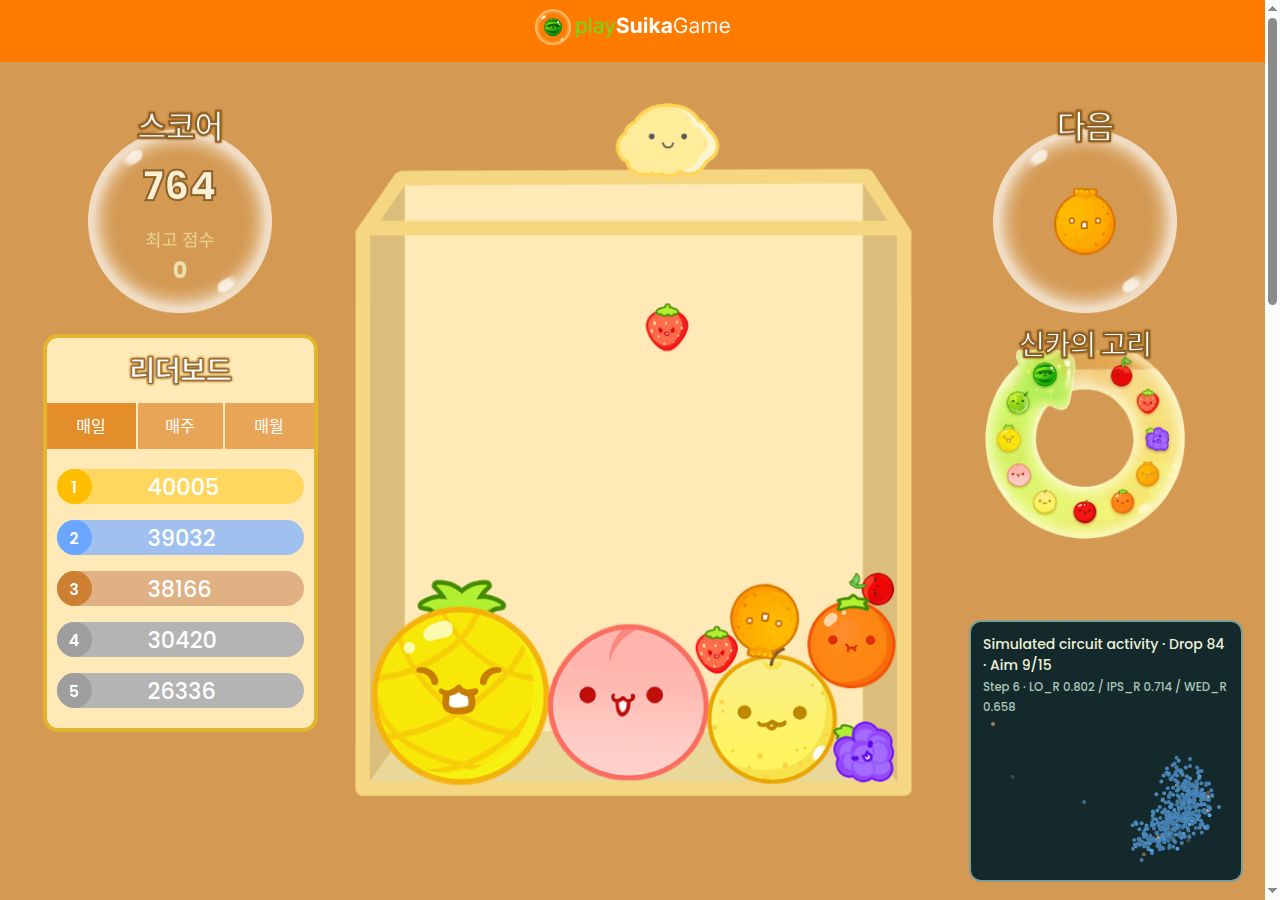 playSuikaGame
스코어
764
최고 점수
0
다음
리더보드
매일 매주 매월
1 40005
2 39032
3 38166
4 30420
5 26336
신카의 고리
Simulated circuit activity · Drop 84
· Aim 9/15
Step 6 · LO_R 0.802 / IPS_R 0.714 / WED_R
0.658